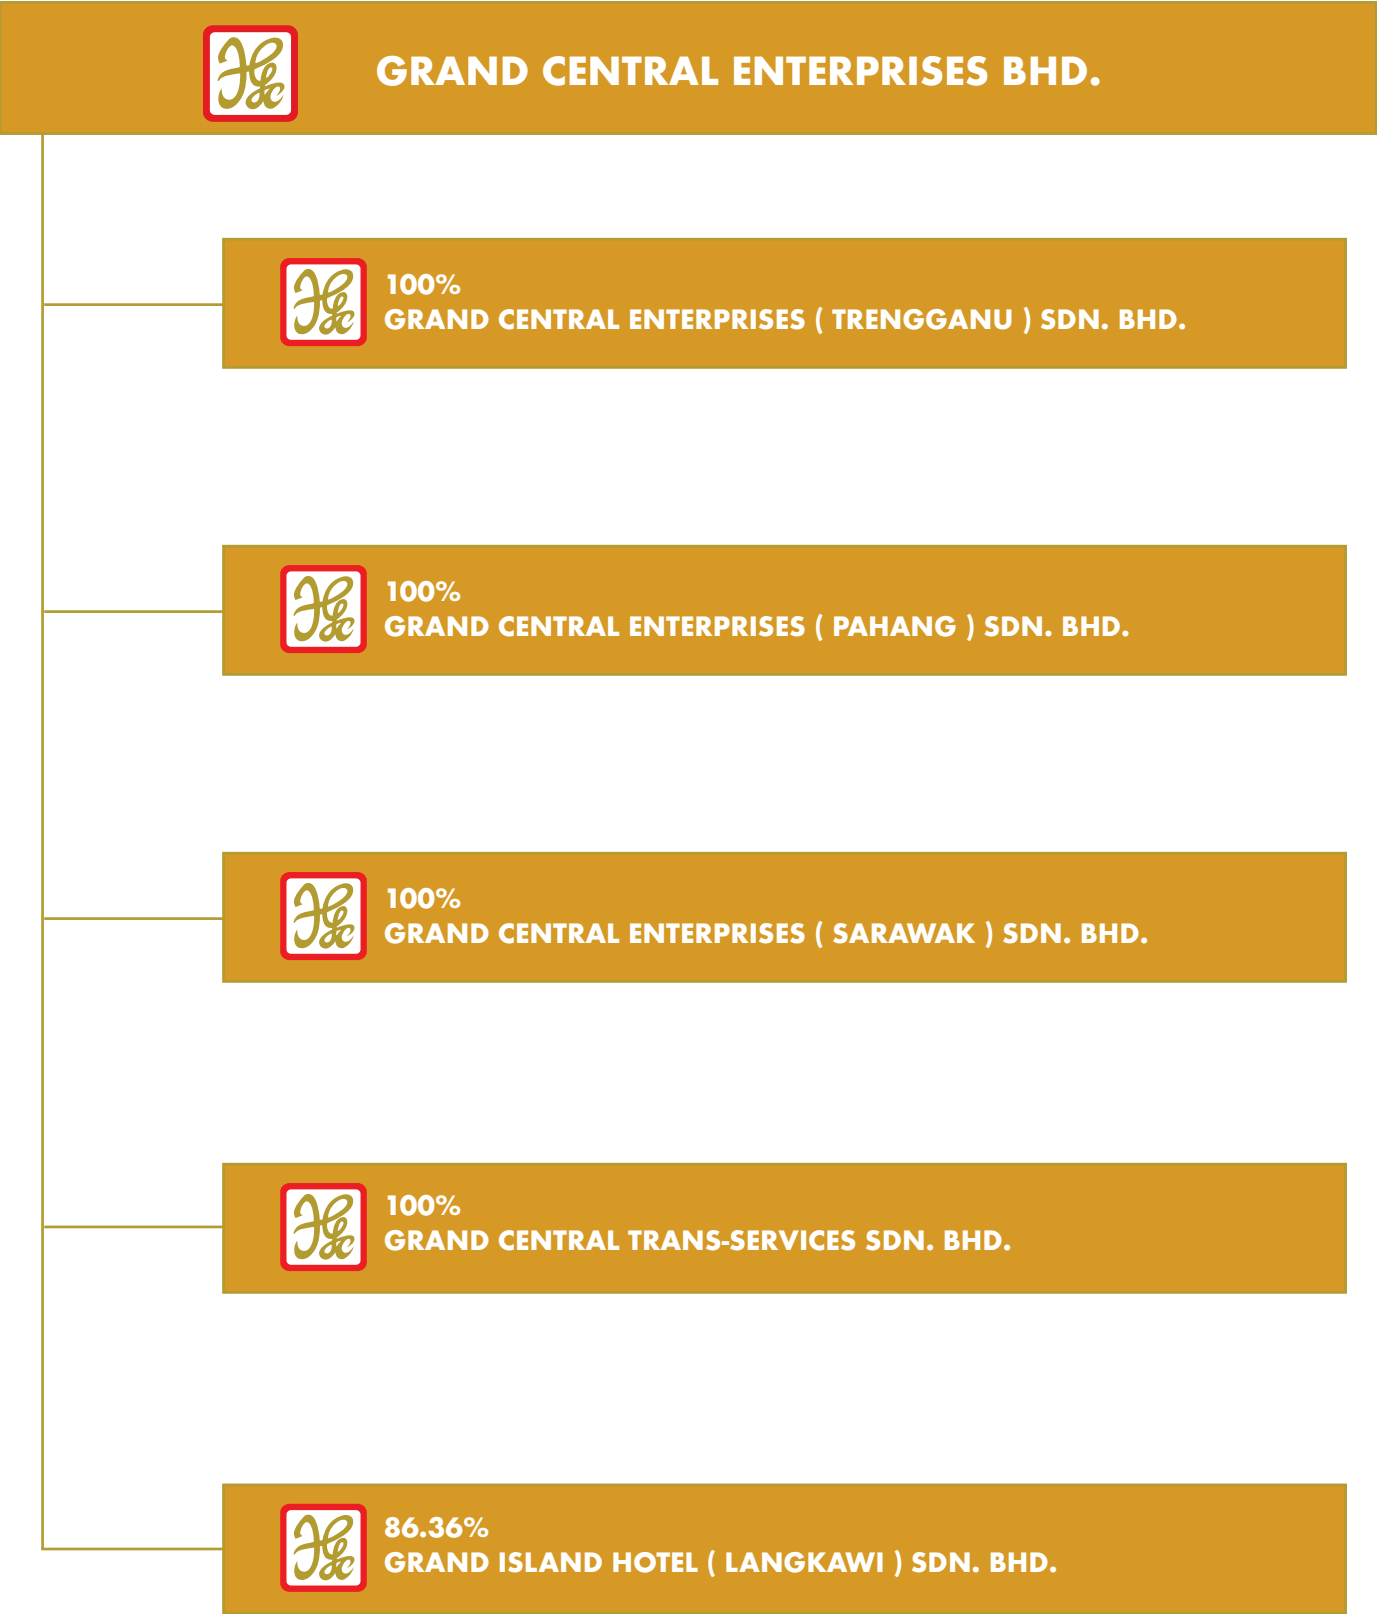 GRAND CENTRAL ENTERPRISES BHD.
100%
GRAND CENTRAL ENTERPRISES ( TRENGGANU ) SDN. BHD.
100%
GRAND CENTRAL ENTERPRISES ( PAHANG ) SDN. BHD.
100%
GRAND CENTRAL ENTERPRISES ( SARAWAK ) SDN. BHD.
100%
GRAND CENTRAL TRANS-SERVICES SDN. BHD.
86.36%
GRAND ISLAND HOTEL ( LANGKAWI ) SDN. BHD.